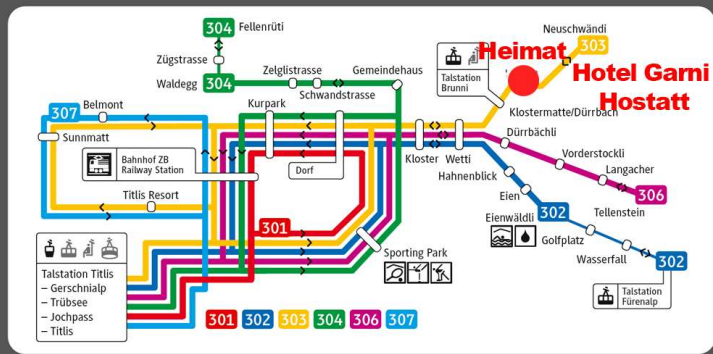 304 Fellenrüti
Zügstrasse
Waldegg 304
Zelglistrasse
Schwandstrasse
Gemeindehaus
Neuschwändi
303
Heimat
Hotel Garni
Hostatt
Talstation
Brunni
Klostermatte/Dürrbach
307 Belmont
Sunnmatt
Kurpark
Bahnhof ZB
Railway Station
Dorf
Kloster
Wetti
Dürrbächli
Vorderstockli
Langacher
306
Hahnenblick
Titlis Resort
Eien
302
Tellenstein
Eienwäldli
Golfplatz
Wasserfall
302
301
Sporting Park
Talstation Titlis
– Gerschnialp
– Trübsee
– Jochpass
– Titlis
Talstation
Fürenalp
301 302 303 304 306 307